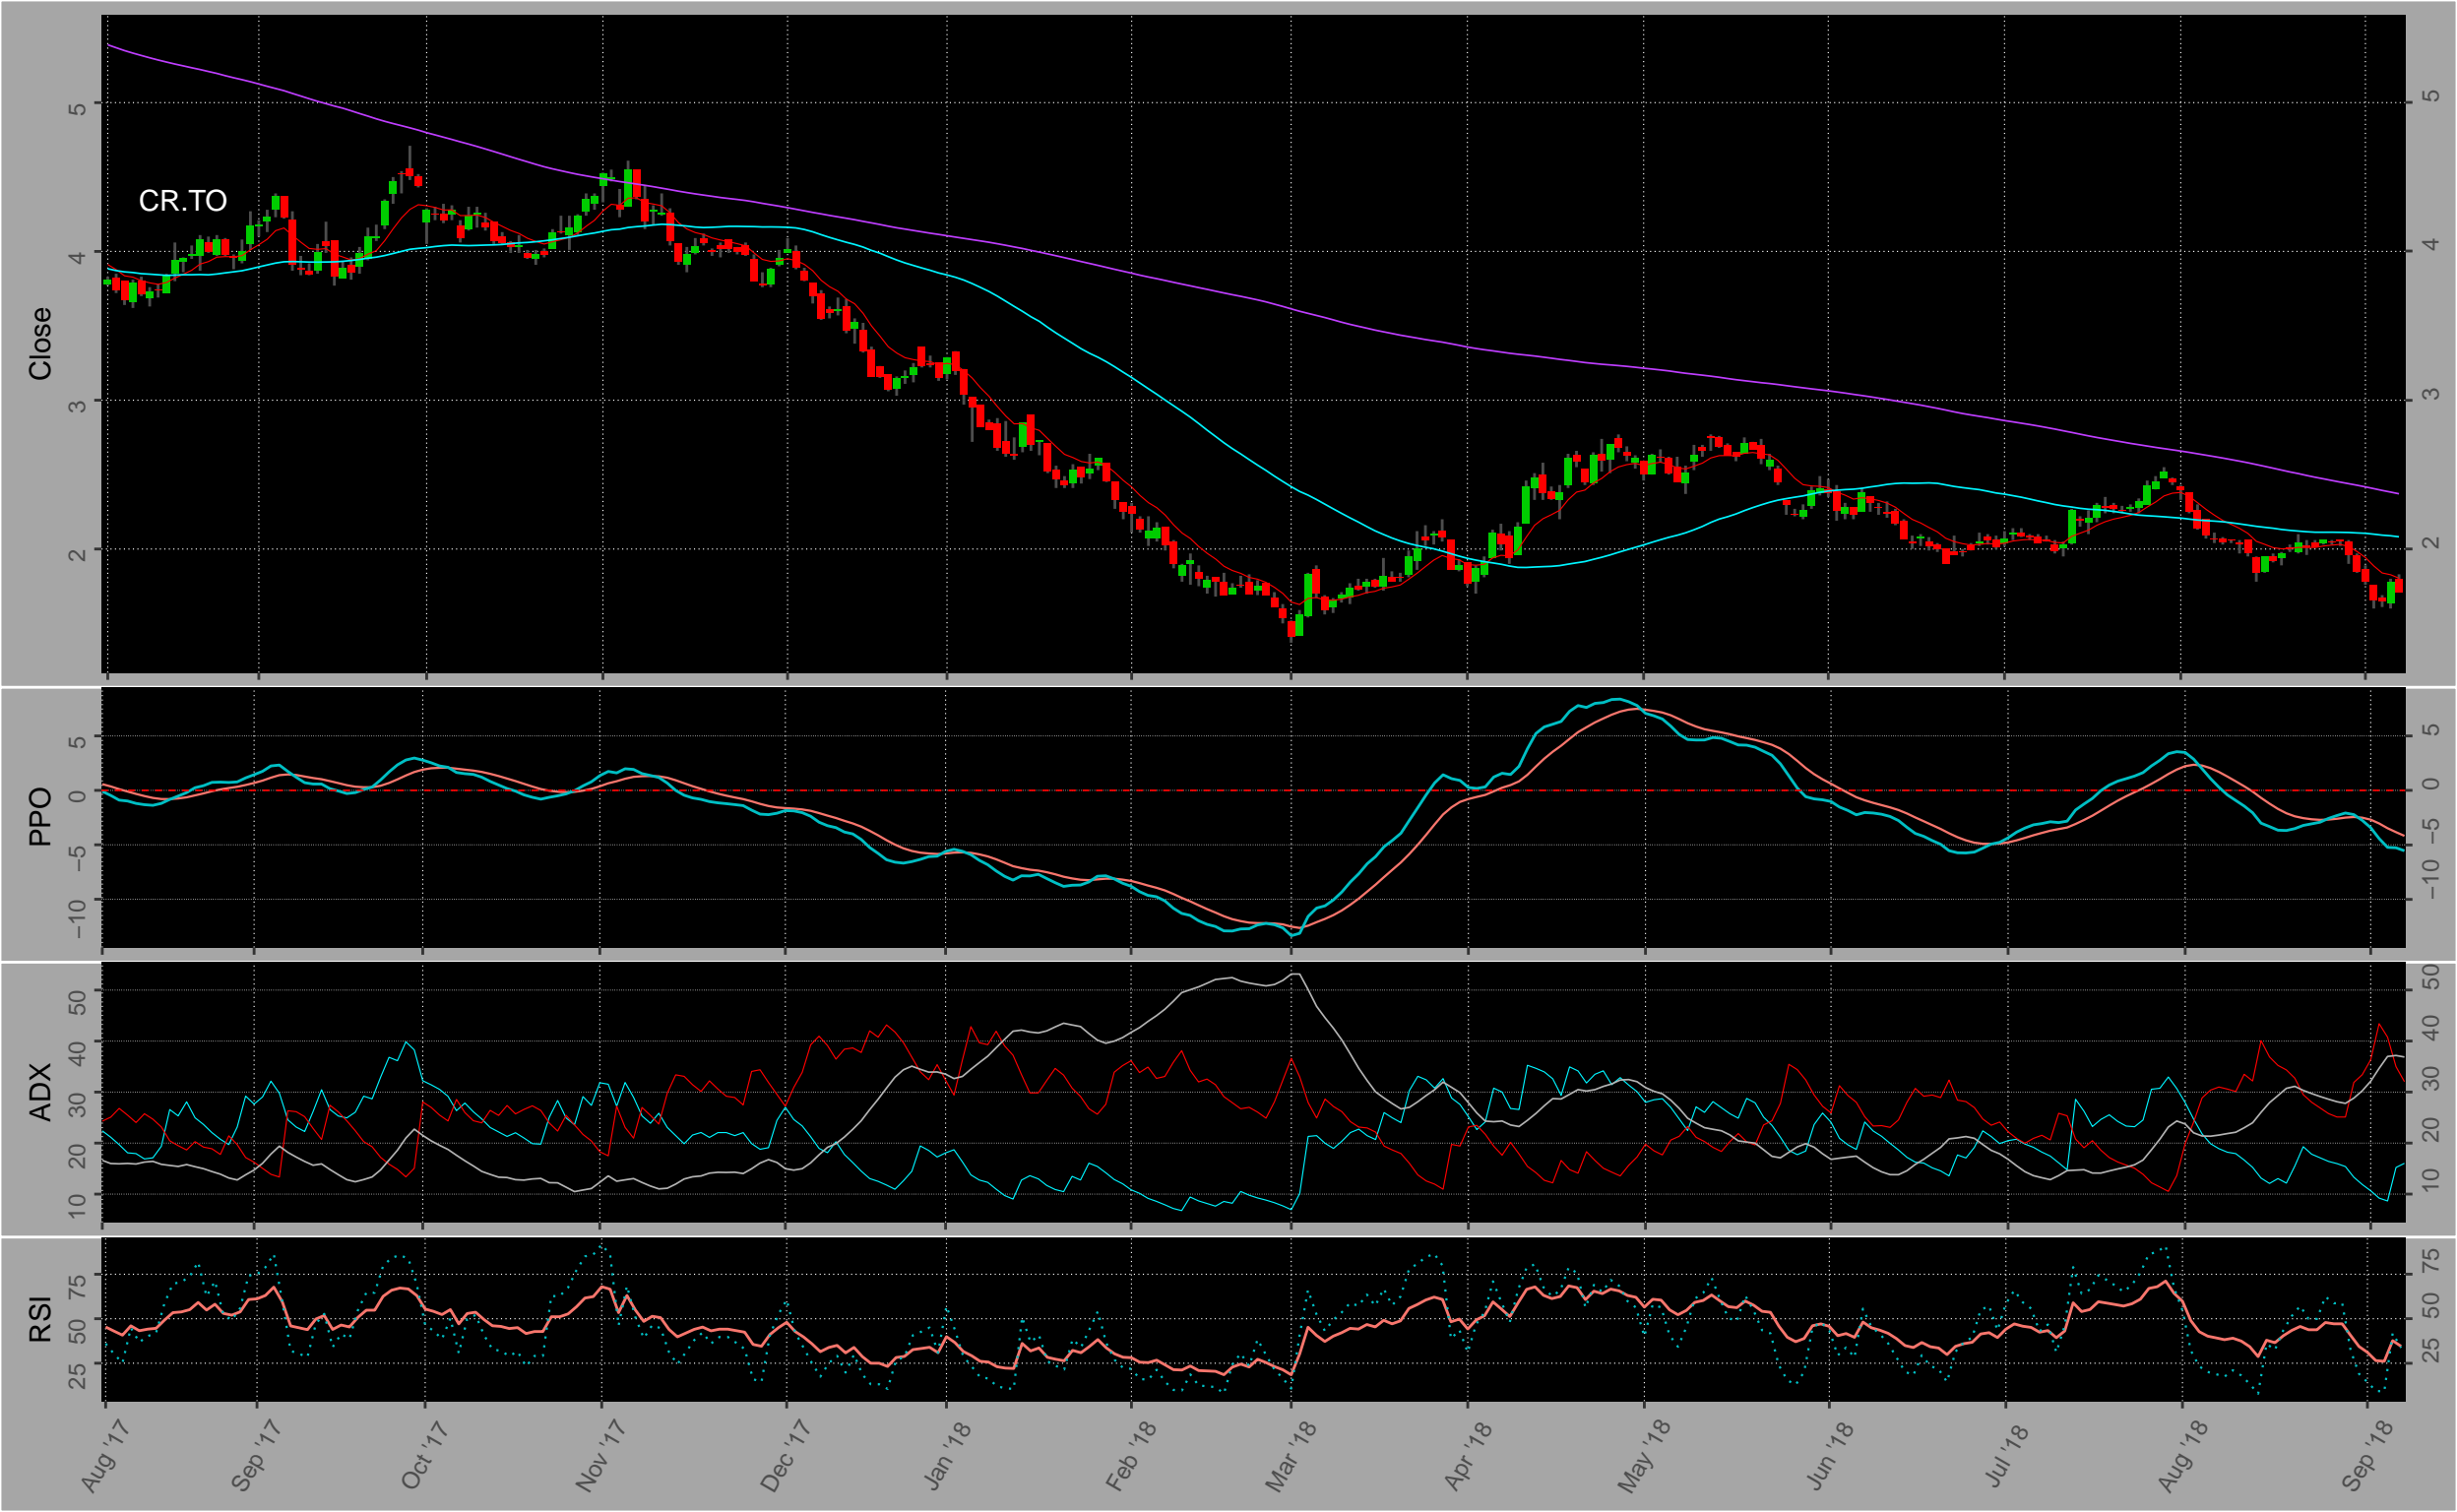 CR.TO
Close
5
4
3
2
5
4
3
2
PPO
5
0
−5
−10
5
0
−5
−10
ADX
50
40
30
20
10
50
40
30
20
10
RSI
75
50
25
75
50
25
Aug '17
Sep '17
Oct '17
Nov '17
Dec '17
Jan '18
Feb '18
Mar '18
Apr '18
May '18
Jun '18
Jul '18
Aug '18
Sep '18